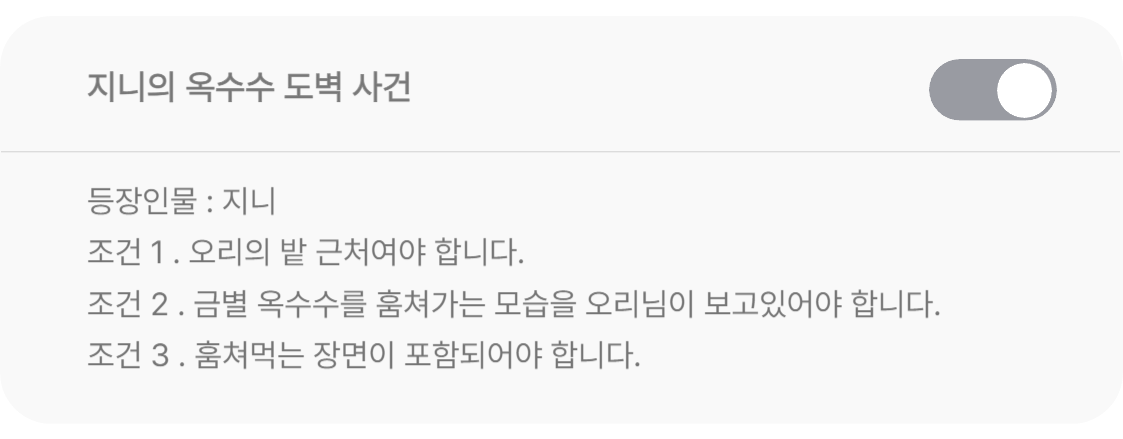 지니의 옥수수 도벽 사건
등장인물 : 지니
조건 1 . 오리의 밭 근처여야 합니다.
조건 2 . 금별 옥수수를 훔쳐가는 모습을 오리님이 보고있어야 합니다.
조건 3 . 훔쳐먹는 장면이 포함되어야 합니다.